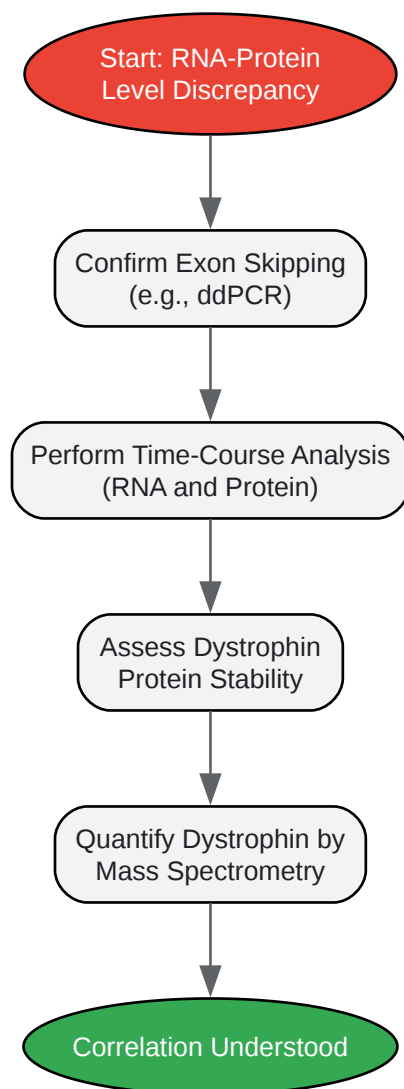 Start: RNA-Protein
Level Discrepancy
Confirm Exon Skipping
(e.g., ddPCR)
Perform Time-Course Analysis
(RNA and Protein)
Assess Dystrophin
Protein Stability
Quantify Dystrophin by
Mass Spectrometry
Correlation Understood